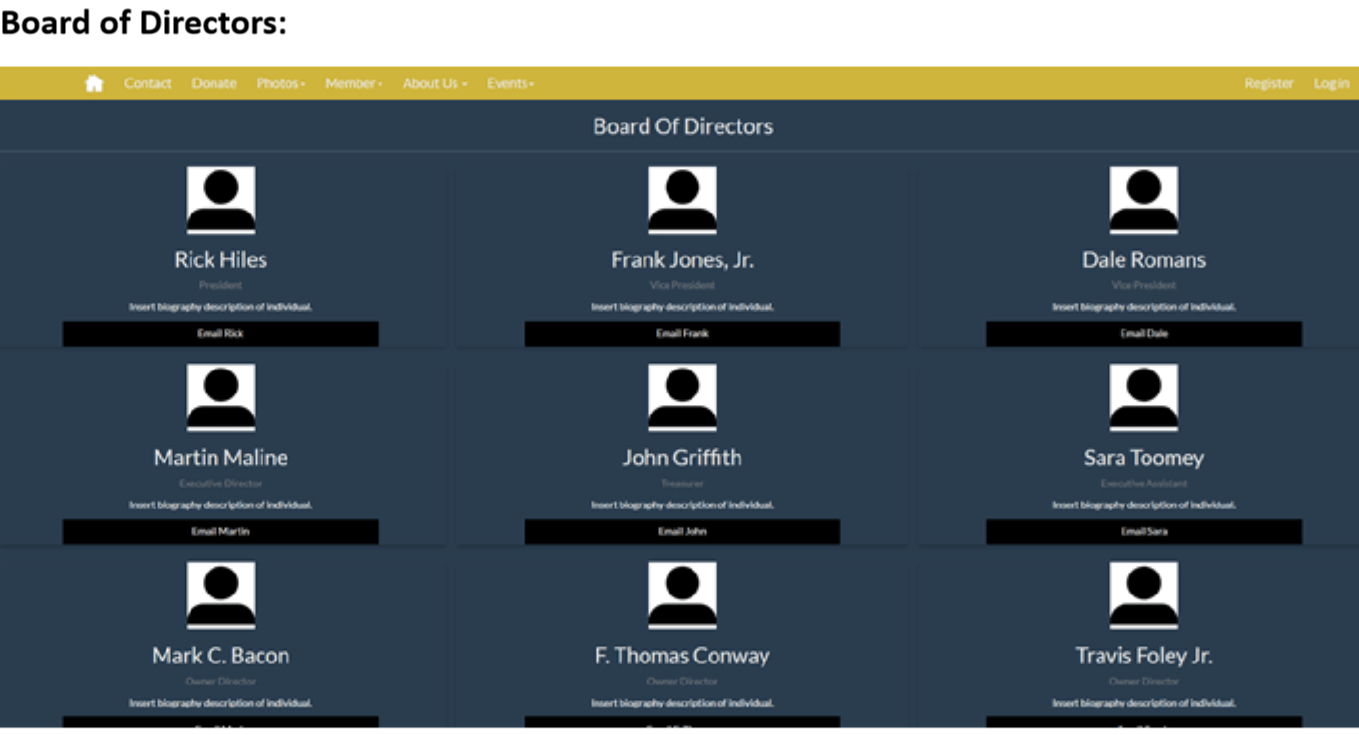 Board of Directors:
Contact Donate Photos Member About Us Events Register Login
Board Of Directors
Rick Hiles Frank Jones, Jr. Dale Romans
President Vice President Vice President
Insert biography description of individual. Insert biography description of individual. Insert biography description of individual.
Email Rick Email Frank Email Dale
Martin Maline John Griffith Sara Toomey
Executive Director Treasurer Executive Assistant
Insert biography description of individual. Insert biography description of individual. Insert biography description of individual.
Email Martin Email John Email Sara
Mark C. Bacon F. Thomas Conway Travis Foley Jr.
Owner Director Owner Director Owner Director
Insert biography description of individual. Insert biography description of individual. Insert biography description of individual.